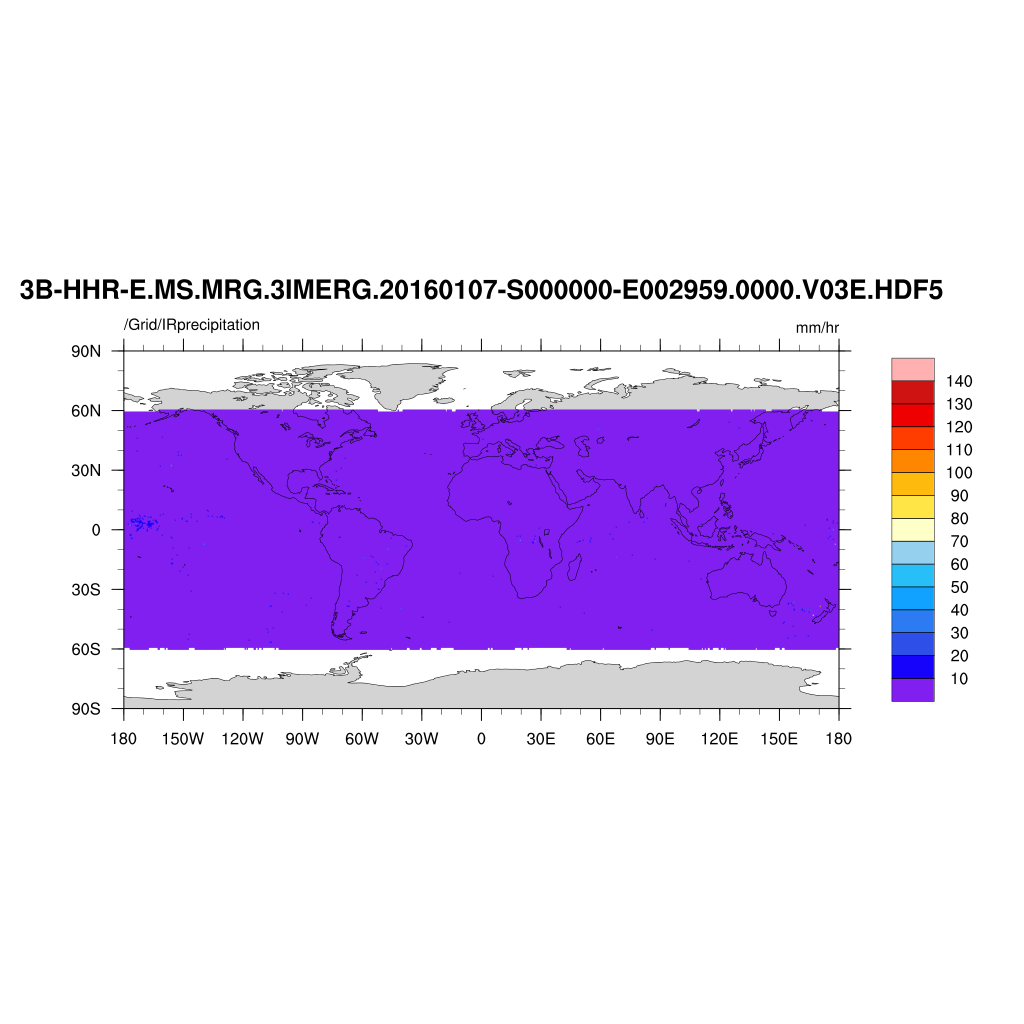 3B-HHR-E.MS.MRG.3IMERG.20160107-S000000-E002959.0000.V03E.HDF5
/Grid/IRprecipitation
mm/hr
90N
60N
30N
0
30S
60S
90S
180 150W 120W 90W 60W 30W 0 30E 60E 90E 120E 150E 180
140
130
120
110
100
90
80
70
60
50
40
30
20
10